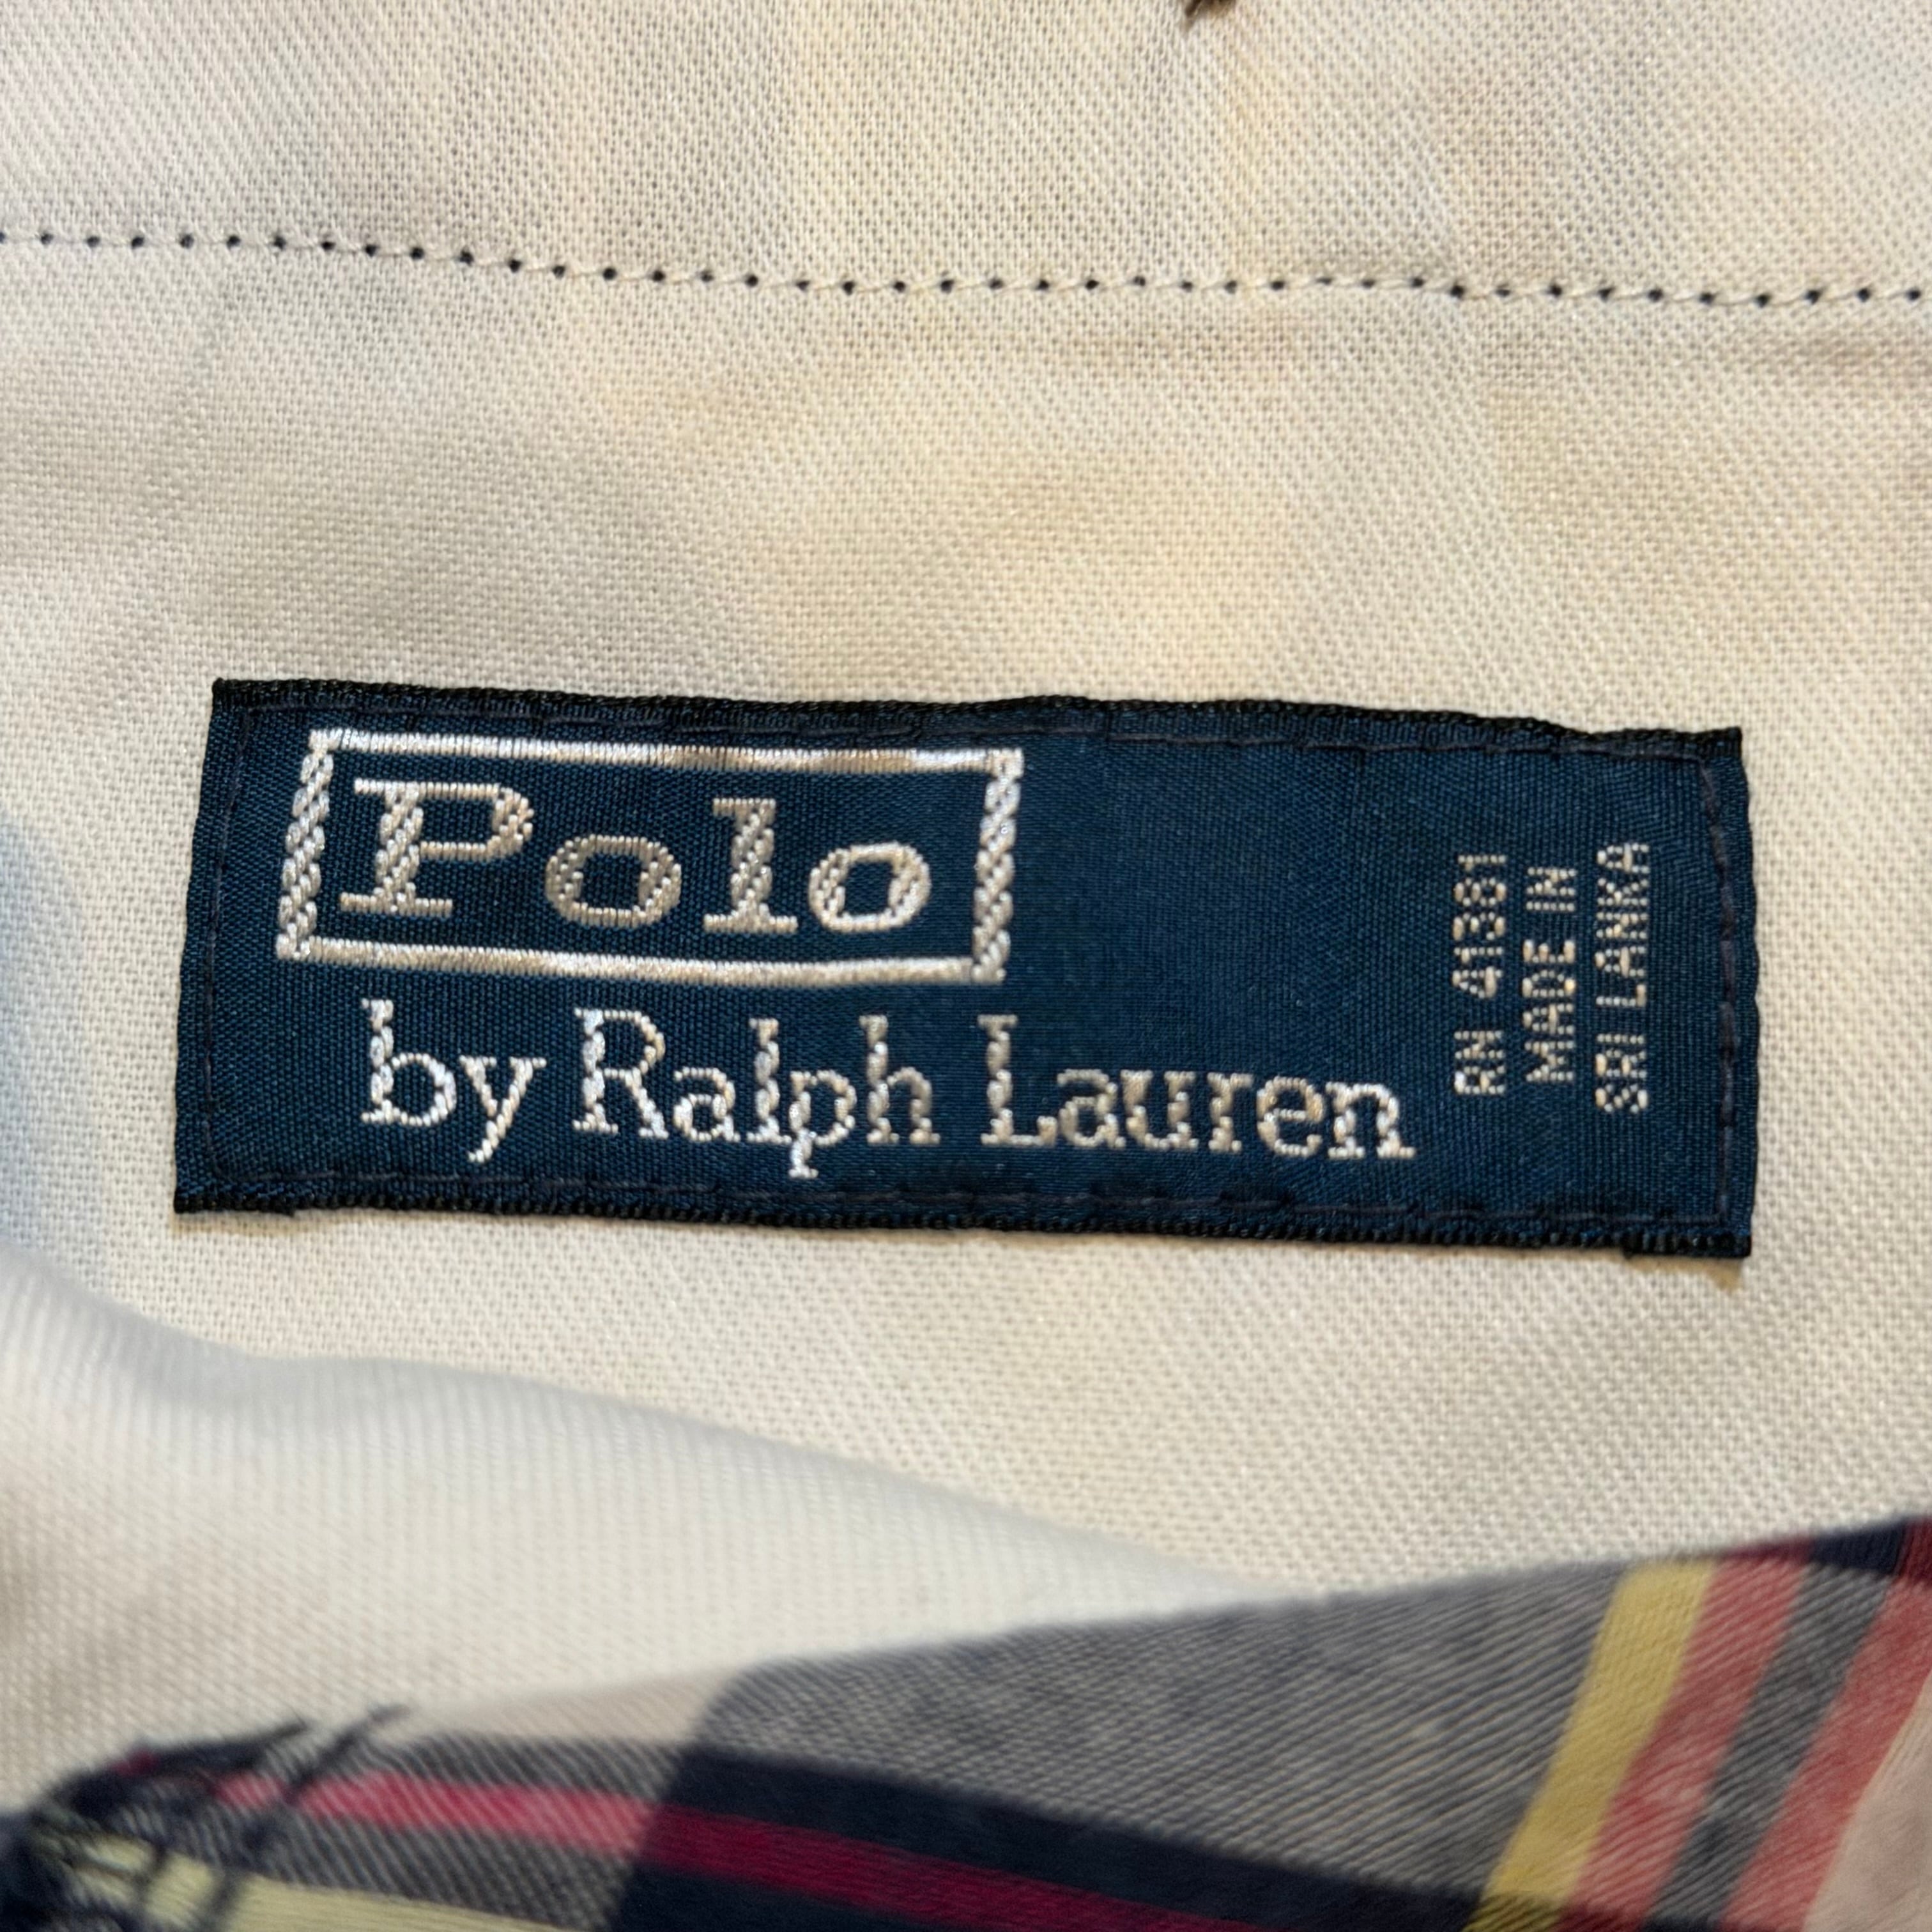 Polo
by Ralph Lauren
RN 41381
MADE IN
SRI LANKA